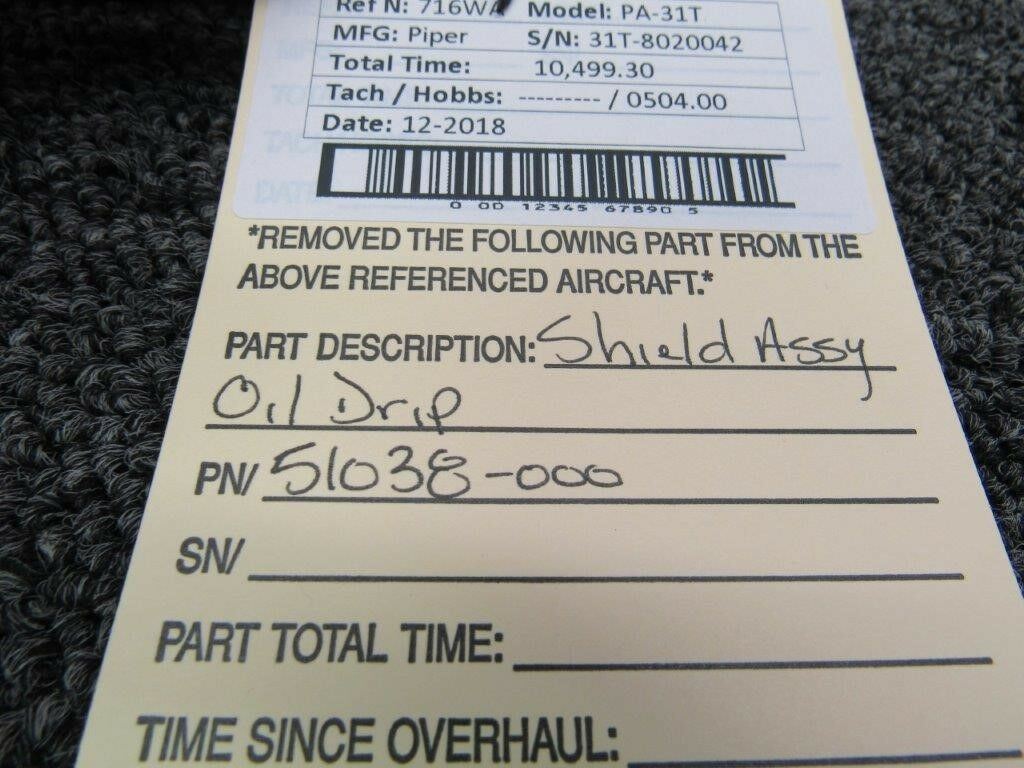 Ref N: 716WA Model: PA-31T
MFG: Piper S/N: 31T-8020042
Total Time: 10,499.30
Tach / Hobbs: --------- / 0504.00
Date: 12-2018
0 00 12345 67890 5
*REMOVED THE FOLLOWING PART FROM THE
ABOVE REFERENCED AIRCRAFT.*
PART DESCRIPTION: Shield Assy
Oil Drip
PN/ 51038-000
SN/
PART TOTAL TIME:
TIME SINCE OVERHAUL: